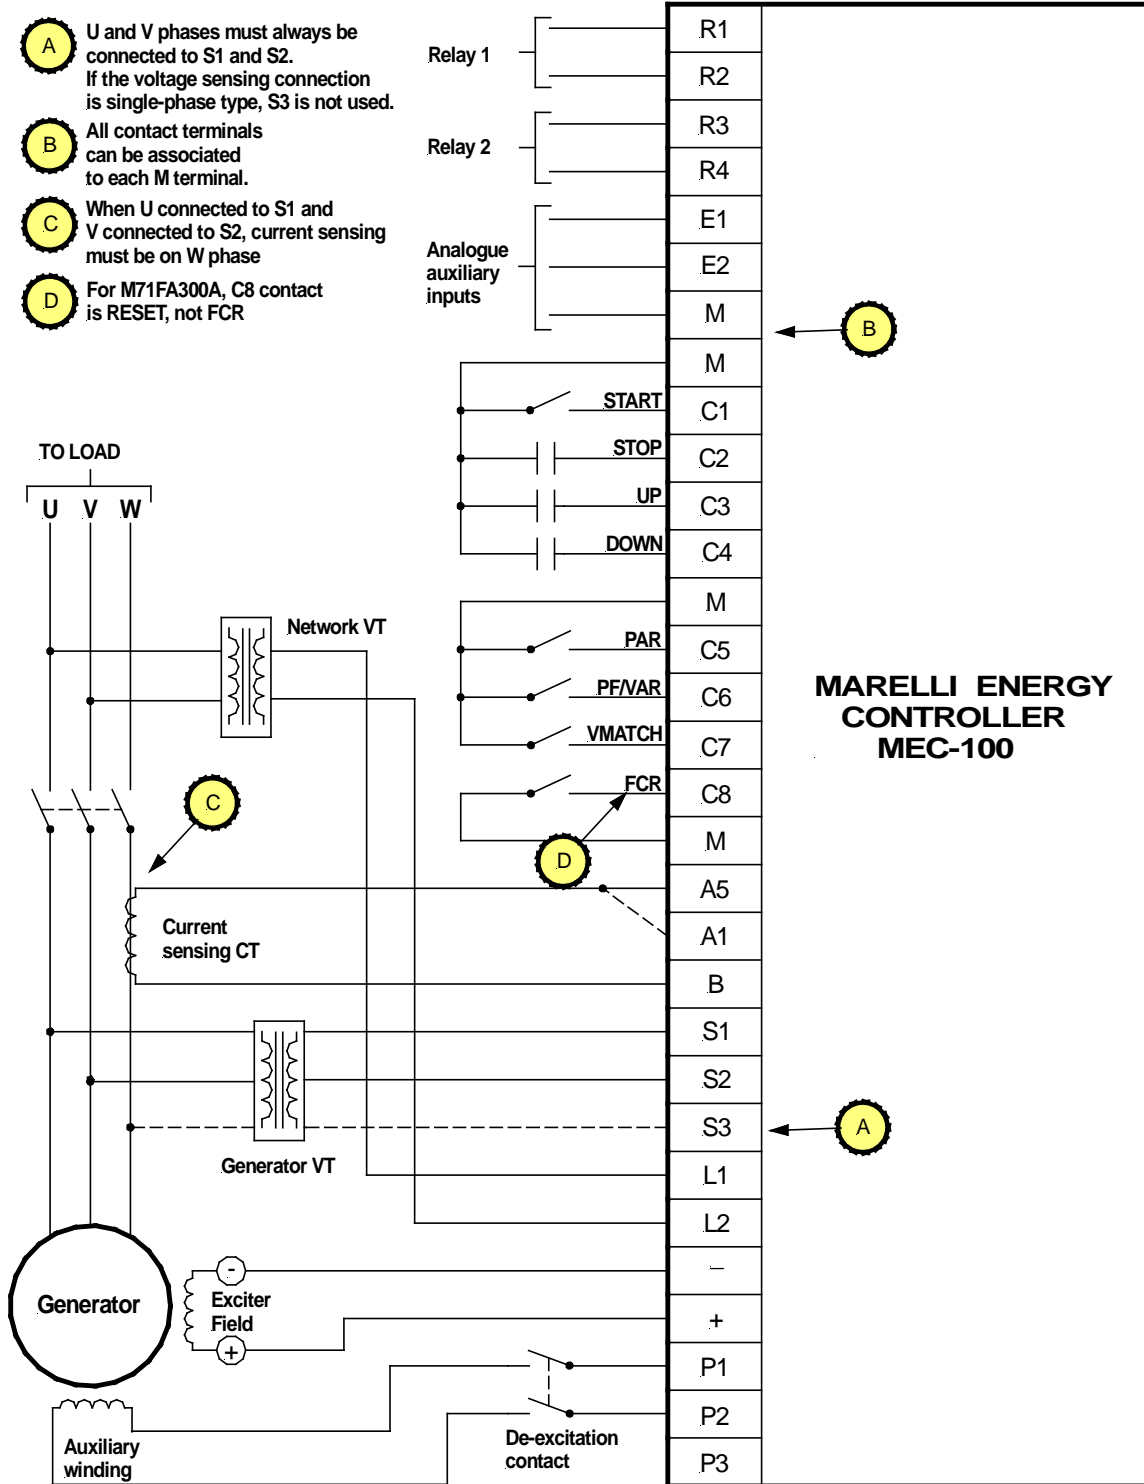 A
U and V phases must always be
connected to S1 and S2.
If the voltage sensing connection
is single-phase type, S3 is not used.
B
All contact terminals
can be associated
to each M terminal.
C
When U connected to S1 and
V connected to S2, current sensing
must be on W phase
D
For M71FA300A, C8 contact
is RESET, not FCR
Relay 1
R1
R2
Relay 2
R3
R4
Analogue
auxiliary
inputs
E1
E2
M
B
M
START
C1
STOP
C2
UP
C3
DOWN
C4
M
PAR
C5
PF/VAR
C6
VMATCH
C7
FCR
C8
D
M
A5
A1
B
S1
S2
S3
A
L1
L2
–
+
P1
P2
P3
MARELLI ENERGY
CONTROLLER
MEC-100
TO LOAD
U V W
Network VT
C
Current
sensing CT
Generator VT
Generator
-
Exciter
Field
+
Auxiliary
winding
De-excitation
contact